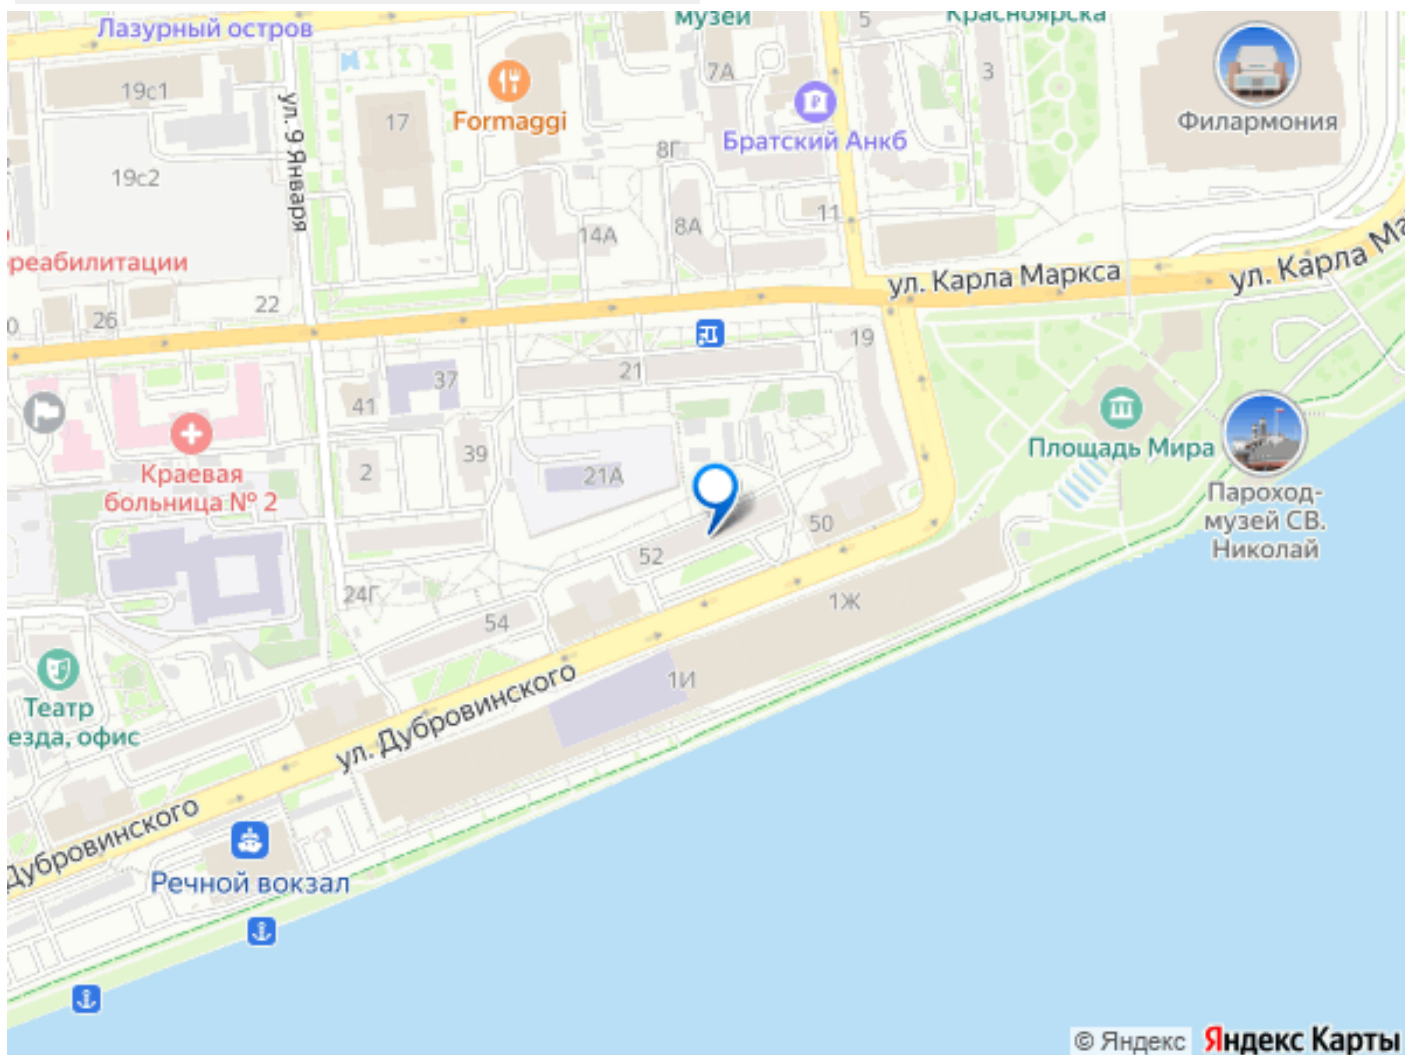 музей
Красноярска
Лазурный остров
5
7А
3
19с1
ул. 9 Января
17
Formaggi
Братский Анкб
Филармония
8Г
19с2
11
8А
14А
реабилитации
ул. Карла Маркса
ул. Карла Ма
22
26
19
21
37
41
Площадь Мира
39
2
21А
Краевая
больница № 2
Пароход-
музей СВ.
Николай
50
52
24Г
1Ж
54
1И
Театр
езда, офис
ул. Дубровинского
Дубровинского
Речной вокзал
© Яндекс Яндекс Карты